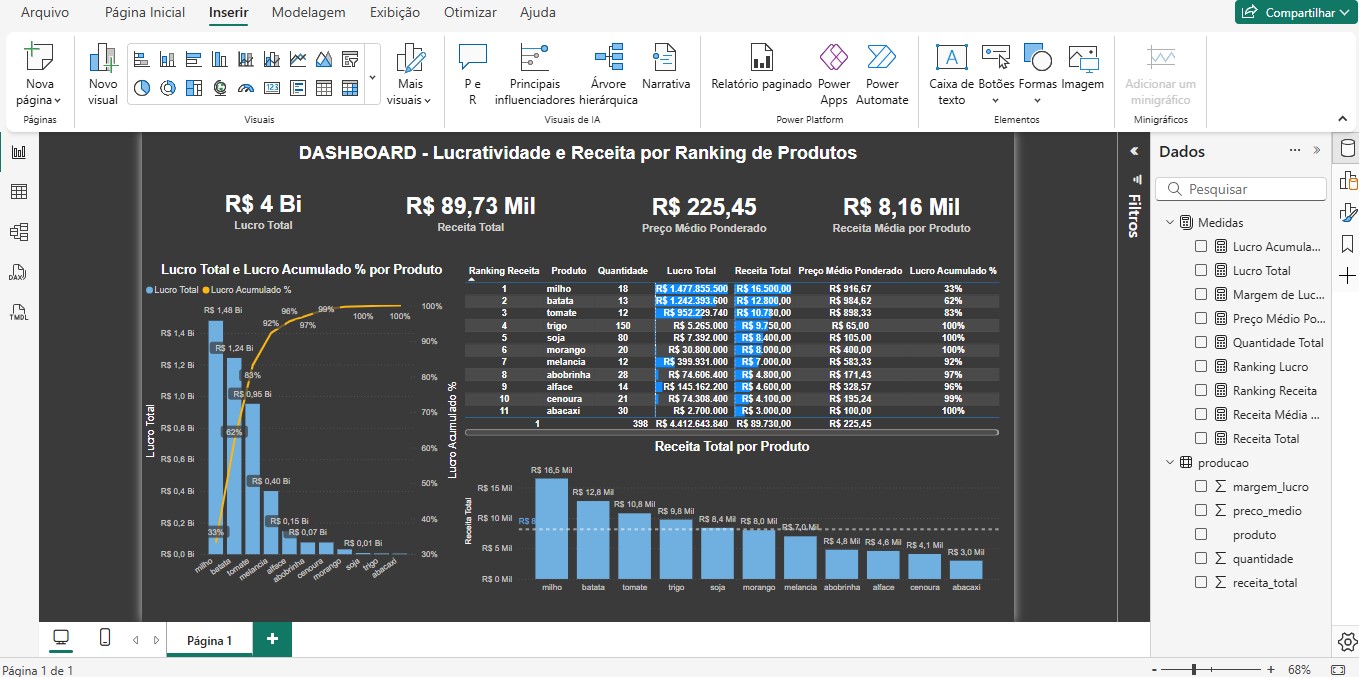 Arquivo Página Inicial Inserir Modelagem Exibição Otimizar Ajuda
Compartilhar
Nova página
Páginas
Novo visual
Mais visuais
Visuais
P e R
Principais influenciadores
Árvore hierárquica
Narrativa
Visuais de IA
Relatório paginado
Power Apps
Power Automate
Power Platform
Caixa de texto
Botões
Formas
Imagem
Elementos
Adicionar um minigráfico
Minigráficos
DASHBOARD - Lucratividade e Receita por Ranking de Produtos
R$ 4 Bi
Lucro Total
R$ 89,73 Mil
Receita Total
R$ 225,45
Preço Médio Ponderado
R$ 8,16 Mil
Receita Média por Produto
Lucro Total e Lucro Acumulado % por Produto
Lucro Total Lucro Acumulado %
Lucro Total
R$ 1,4 Bi
R$ 1,2 Bi
R$ 1,0 Bi
R$ 0,8 Bi
R$ 0,6 Bi
R$ 0,4 Bi
R$ 0,2 Bi
R$ 0,0 Bi
R$ 1,48 Bi
R$ 1,24 Bi
R$ 0,95 Bi
R$ 0,40 Bi
R$ 0,15 Bi
R$ 0,07 Bi
R$ 0,01 Bi
33%
62%
83%
92%
96%
97%
99%
100%
100%
100%
90%
80%
70%
60%
50%
40%
30%
Lucro Acumulado %
milho batata tomate melancia alface abobrinha cenoura morango soja trigo abacaxi
Ranking Receita Produto Quantidade Lucro Total Receita Total Preço Médio Ponderado Lucro Acumulado %
1 milho 18 R$ 1.477.855.500 R$ 16.500,00 R$ 916,67 33%
2 batata 13 R$ 1.242.393.600 R$ 12.800,00 R$ 984,62 62%
3 tomate 12 R$ 952.229.740 R$ 10.780,00 R$ 898,33 83%
4 trigo 150 R$ 5.265.000 R$ 9.750,00 R$ 65,00 100%
5 soja 80 R$ 7.392.000 R$ 8.400,00 R$ 105,00 100%
6 morango 20 R$ 30.800.000 R$ 8.000,00 R$ 400,00 100%
7 melancia 12 R$ 399.931.000 R$ 7.000,00 R$ 583,33 92%
8 abobrinha 28 R$ 74.606.400 R$ 4.800,00 R$ 171,43 97%
9 alface 14 R$ 145.162.200 R$ 4.600,00 R$ 328,57 96%
10 cenoura 21 R$ 74.308.400 R$ 4.100,00 R$ 195,24 99%
11 abacaxi 30 R$ 2.700.000 R$ 3.000,00 R$ 100,00 100%
1 398 R$ 4.412.643.840 R$ 89.730,00 R$ 225,45
Receita Total por Produto
Receita Total
R$ 15 Mil
R$ 10 Mil
R$ 5 Mil
R$ 0 Mil
R$ 8
R$ 16,5 Mil
R$ 12,8 Mil
R$ 10,8 Mil
R$ 9,8 Mil
R$ 8,4 Mil
R$ 8,0 Mil
R$ 7,0 Mil
R$ 4,8 Mil
R$ 4,6 Mil
R$ 4,1 Mil
R$ 3,0 Mil
milho batata tomate trigo soja morango melancia abobrinha alface cenoura abacaxi
Filtros
Dados
Pesquisar
Medidas
Lucro Acumula...
Lucro Total
Margem de Luc...
Preço Médio Po...
Quantidade Total
Ranking Lucro
Ranking Receita
Receita Média ...
Receita Total
producao
margem_lucro
preco_medio
produto
quantidade
receita_total
DAX
TMDL
Página 1
Página 1 de 1
68%